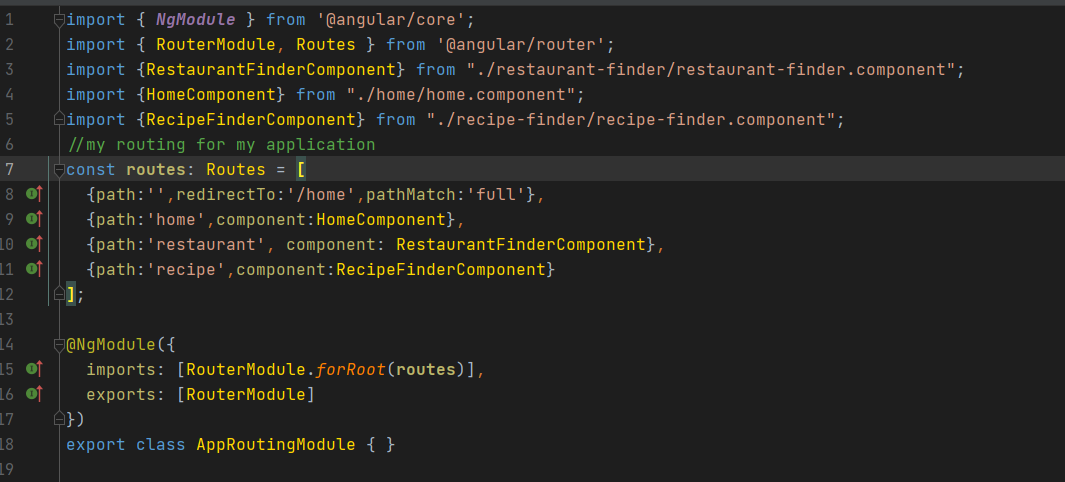 1 import { NgModule } from '@angular/core';
2 import { RouterModule, Routes } from '@angular/router';
3 import {RestaurantFinderComponent} from "./restaurant-finder/restaurant-finder.component";
4 import {HomeComponent} from "./home/home.component";
5 import {RecipeFinderComponent} from "./recipe-finder/recipe-finder.component";
6 //my routing for my application
7 const routes: Routes = [
8   {path:'',redirectTo:'/home',pathMatch:'full'},
9   {path:'home',component:HomeComponent},
10   {path:'restaurant', component: RestaurantFinderComponent},
11   {path:'recipe',component:RecipeFinderComponent}
12 ];
13
14 @NgModule({
15   imports: [RouterModule.forRoot(routes)],
16   exports: [RouterModule]
17 })
18 export class AppRoutingModule { }
19